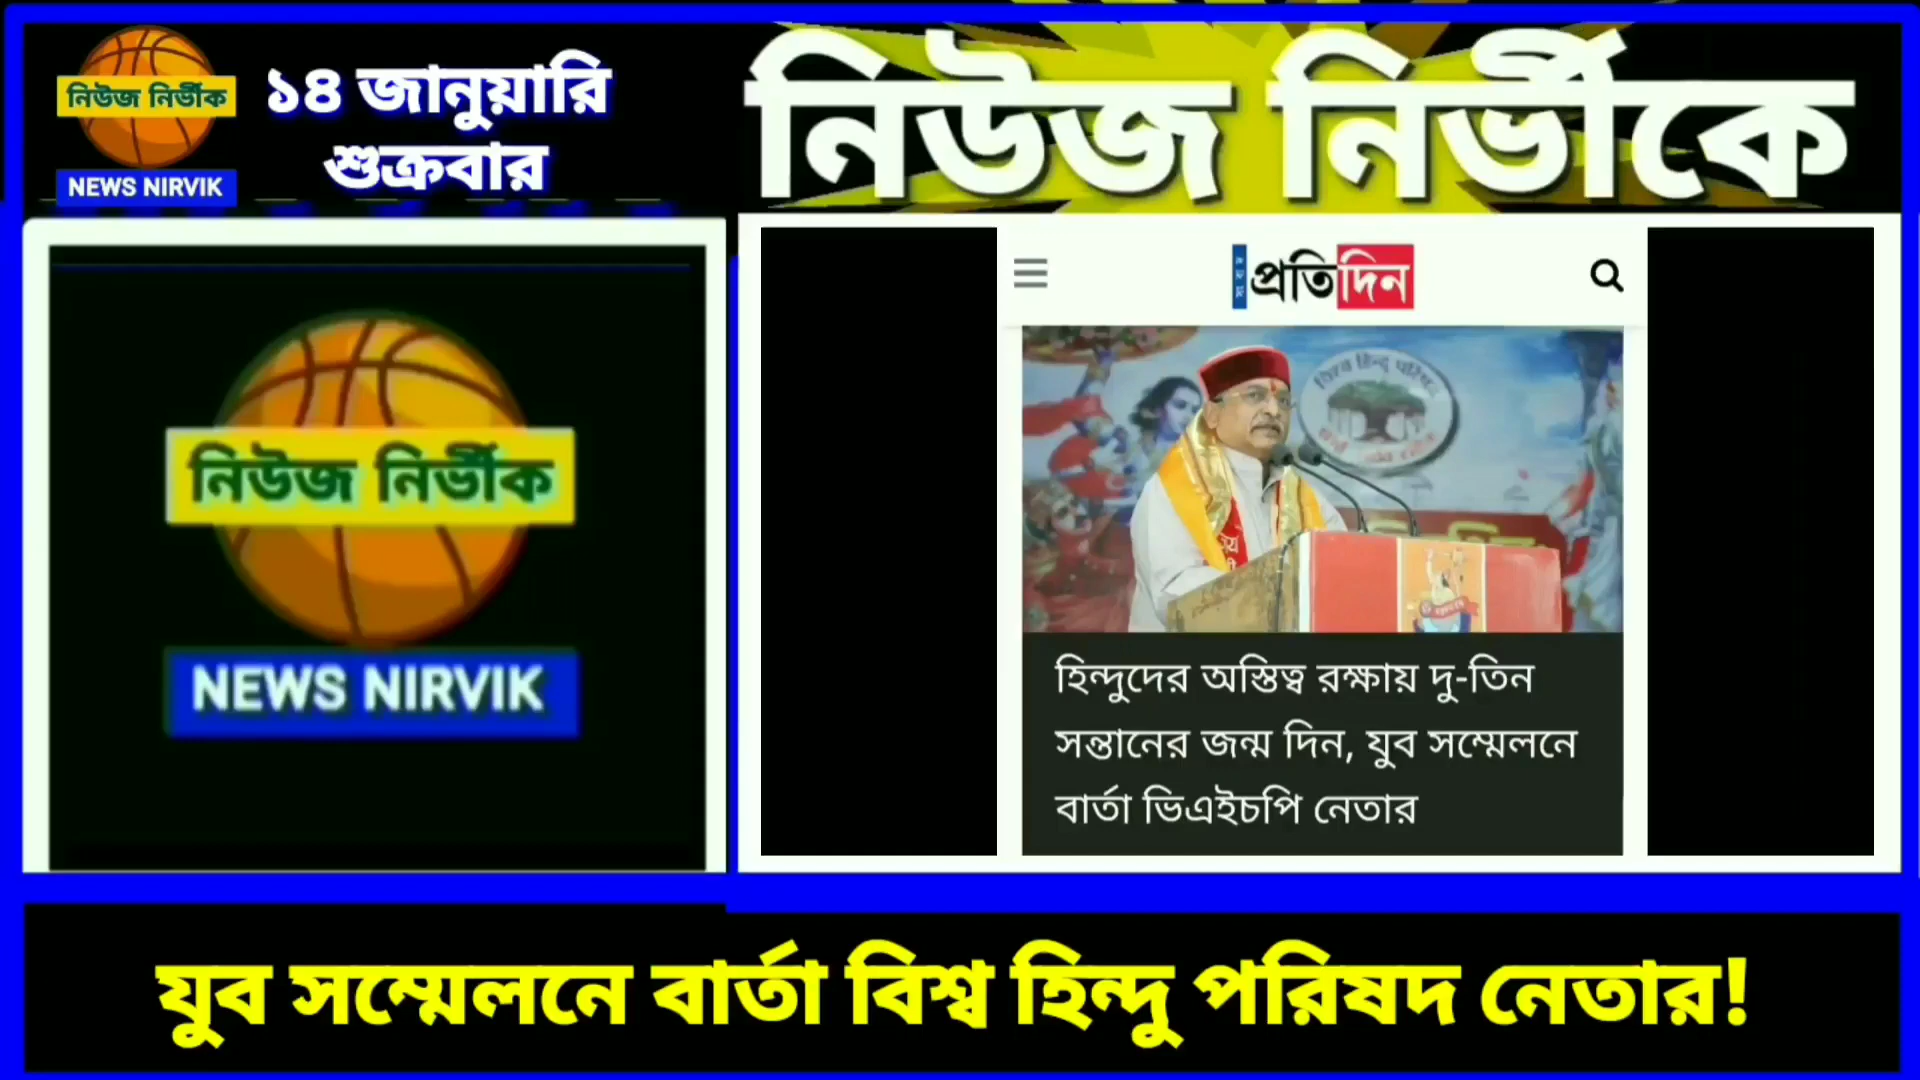 নিউজ নির্ভীক
NEWS NIRVIK
১৪ জানুয়ারি
শুক্রবার
নিউজ নির্ভীকে
নিউজ নির্ভীক
NEWS NIRVIK
প্রতিদিন
হিন্দুদের অস্তিত্ব রক্ষায় দু-তিন
সন্তানের জন্ম দিন, যুব সম্মেলনে
বার্তা ভিএইচপি নেতার
যুব সম্মেলনে বার্তা বিশ্ব হিন্দু পরিষদ নেতার!